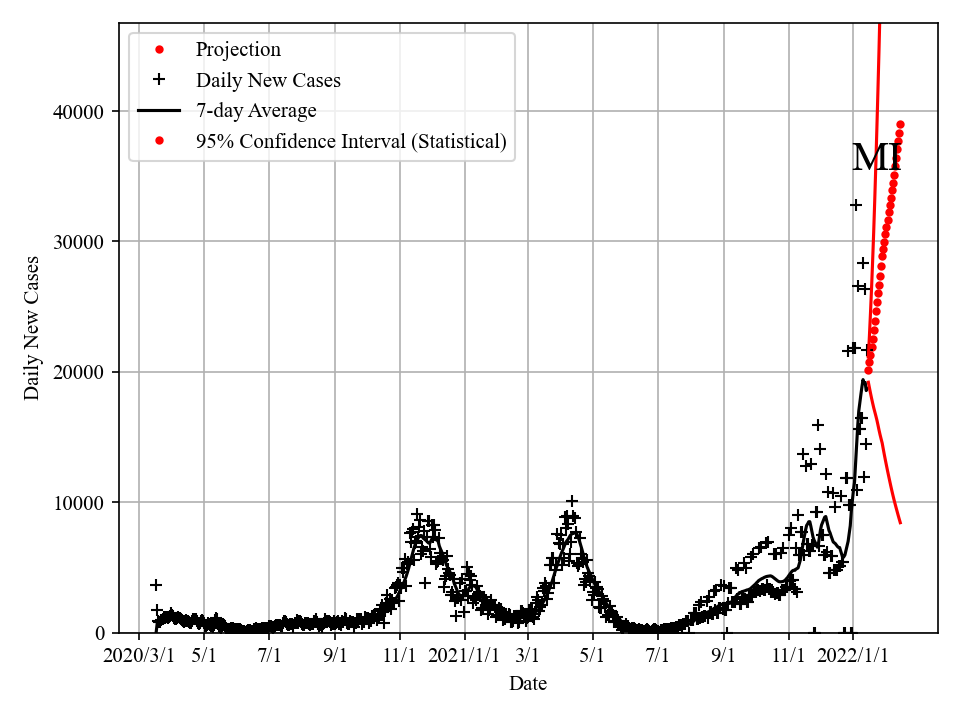 Projection
Daily New Cases
7-day Average
95% Confidence Interval (Statistical)
MI
40000
30000
20000
10000
0
Daily New Cases
2020/3/1 5/1 7/1 9/1 11/1 2021/1/1 3/1 5/1 7/1 9/1 11/1 2022/1/1
Date